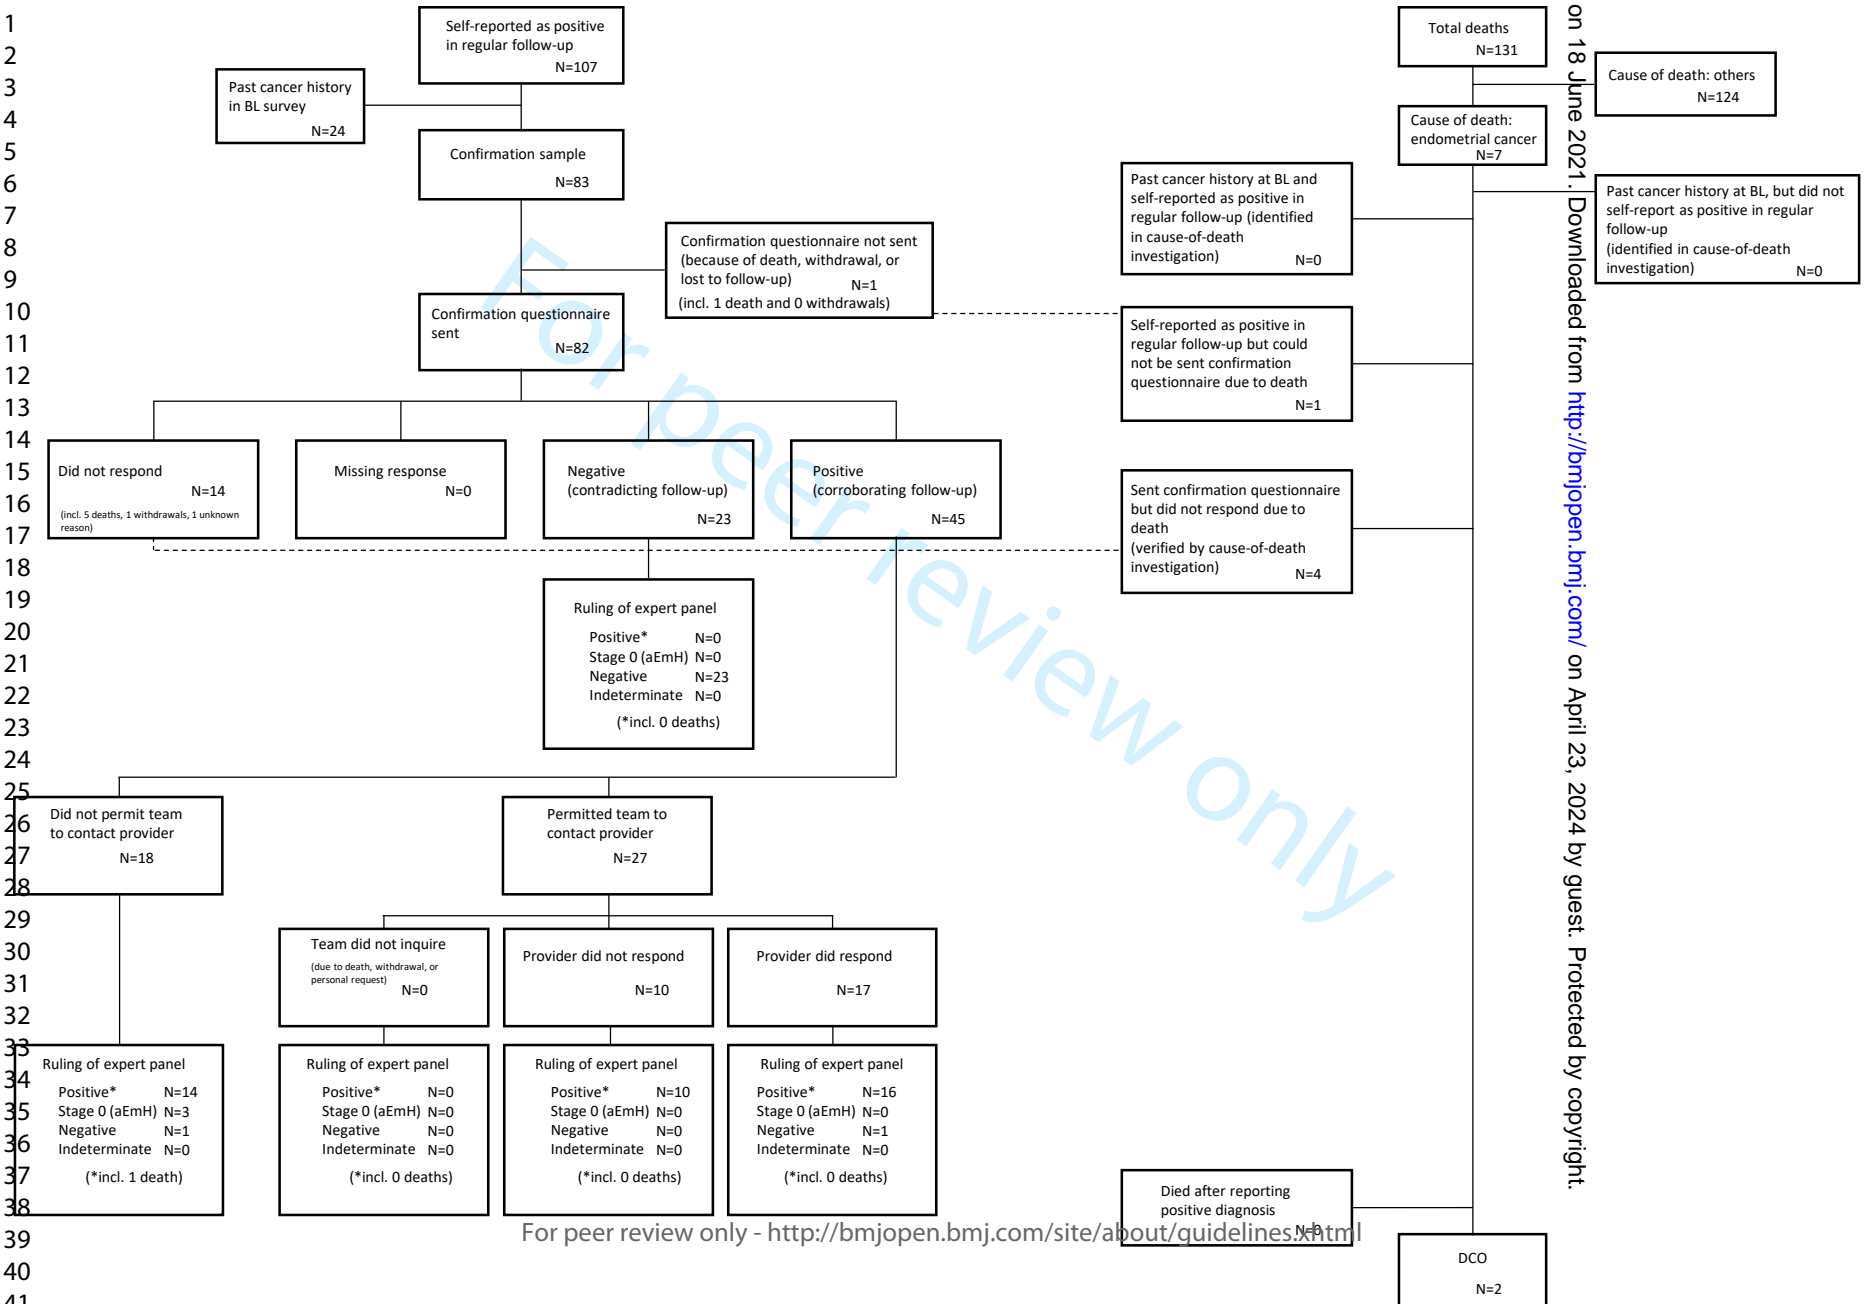 1
2
3
4
5
6
7
8
9
10
11
12
13
14
15
16
17
18
19
20
21
22
23
24
25
26
27
28
29
30
31
32
33
34
35
36
37
38
39
40
41
Self-reported as positive
in regular follow-up
N=107
Past cancer history
in BL survey
N=24
Confirmation sample
N=83
Confirmation questionnaire not sent
(because of death, withdrawal, or
lost to follow-up)
N=1
(incl. 1 death and 0 withdrawals)
Confirmation questionnaire
sent
N=82
Did not respond
N=14
(incl. 5 deaths, 1 withdrawals, 1 unknown
reason)
Missing response
N=0
Negative
(contradicting follow-up)
N=23
Positive
(corroborating follow-up)
N=45
Ruling of expert panel
Positive* N=0
Stage 0 (aEmH) N=0
Negative N=23
Indeterminate N=0
(*incl. 0 deaths)
Did not permit team
to contact provider
N=18
Permitted team to
contact provider
N=27
Team did not inquire
(due to death, withdrawal, or
personal request)
N=0
Provider did not respond
N=10
Provider did respond
N=17
Ruling of expert panel
Positive* N=14
Stage 0 (aEmH) N=3
Negative N=1
Indeterminate N=0
(*incl. 1 death)
Ruling of expert panel
Positive* N=0
Stage 0 (aEmH) N=0
Negative N=0
Indeterminate N=0
(*incl. 0 deaths)
Ruling of expert panel
Positive* N=10
Stage 0 (aEmH) N=0
Negative N=0
Indeterminate N=0
(*incl. 0 deaths)
Ruling of expert panel
Positive* N=16
Stage 0 (aEmH) N=0
Negative N=1
Indeterminate N=0
(*incl. 0 deaths)
Total deaths
N=131
Cause of death: others
N=124
Cause of death:
endometrial cancer
N=7
Past cancer history at BL and
self-reported as positive in
regular follow-up (identified
in cause-of-death
investigation)
N=0
Past cancer history at BL, but did not
self-report as positive in regular
follow-up
(identified in cause-of-death
investigation)
N=0
Self-reported as positive in
regular follow-up but could
not be sent confirmation
questionnaire due to death
N=1
Sent confirmation questionnaire
but did not respond due to
death
(verified by cause-of-death
investigation)
N=4
Died after reporting
positive diagnosis
N=0
DCO
N=2
For peer review only
For peer review only - http://bmjopen.bmj.com/site/about/guidelines.xhtml
on 18 June 2021. Downloaded from http://bmjopen.bmj.com/ on April 23, 2024 by guest. Protected by copyright.